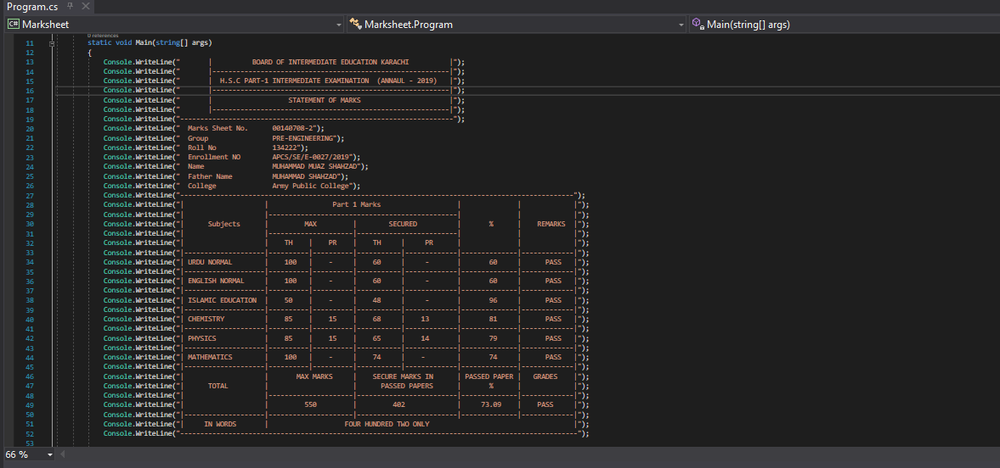 Program.cs
C# Marksheet Marksheet.Program Main(string[] args)
0 references
11 static void Main(string[] args)
12 {
13 Console.WriteLine("        |           BOARD OF INTERMEDIATE EDUCATION KARACHI          |");
14 Console.WriteLine("        |-----------------------------------------------------------|");
15 Console.WriteLine("        |  H.S.C PART-1 INTERMEDIATE EXAMINATION  (ANNAUL - 2019)   |");
16 Console.WriteLine("        |-----------------------------------------------------------|");
17 Console.WriteLine("        |                    STATEMENT OF MARKS                      |");
18 Console.WriteLine("        |-----------------------------------------------------------|");
19 Console.WriteLine("--------------------------------------------------------------------");
20 Console.WriteLine("  Marks Sheet No.      00140708-2");
21 Console.WriteLine("  Group                PRE-ENGINEERING");
22 Console.WriteLine("  Roll No              134222");
23 Console.WriteLine("  Enrollment NO        APCS/SE/E-0027/2019");
24 Console.WriteLine("  Name                 MUHAMMAD MUAZ SHAHZAD");
25 Console.WriteLine("  Father Name          MUHAMMAD SHAHZAD");
26 Console.WriteLine("  College              Army Public College");
27 Console.WriteLine("--------------------------------------------------------------------------------------------------");
28 Console.WriteLine("|                    |                Part 1 Marks                   |              |             |");
29 Console.WriteLine("|                    |-----------------------------------------------|              |             |");
30 Console.WriteLine("|      Subjects      |         MAX         |        SECURED          |       %      |    REMARKS  |");
31 Console.WriteLine("|                    |-----------------------------------------------|              |             |");
32 Console.WriteLine("|                    |    TH    |    PR    |    TH     |     PR      |              |             |");
33 Console.WriteLine("|--------------------|----------|----------|-----------|-------------|--------------|-------------|");
34 Console.WriteLine("| URDU NORMAL        |    100   |    -     |    60     |     -       |       60     |      PASS   |");
35 Console.WriteLine("|--------------------|----------|----------|-----------|-------------|--------------|-------------|");
36 Console.WriteLine("| ENGLISH NORMAL     |    100   |    -     |    60     |     -       |       60     |      PASS   |");
37 Console.WriteLine("|--------------------|----------|----------|-----------|-------------|--------------|-------------|");
38 Console.WriteLine("| ISLAMIC EDUCATION  |    50    |    -     |    48     |     -       |       96     |      PASS   |");
39 Console.WriteLine("|--------------------|----------|----------|-----------|-------------|--------------|-------------|");
40 Console.WriteLine("| CHEMISTRY          |    85    |    15    |    68     |    13       |       81     |      PASS   |");
41 Console.WriteLine("|--------------------|----------|----------|-----------|-------------|--------------|-------------|");
42 Console.WriteLine("| PHYSICS            |    85    |    15    |    65     |    14       |       79     |      PASS   |");
43 Console.WriteLine("|--------------------|----------|----------|-----------|-------------|--------------|-------------|");
44 Console.WriteLine("| MATHEMATICS        |    100   |    -     |    74     |     -       |       74     |      PASS   |");
45 Console.WriteLine("|--------------------|----------|----------|-----------|-------------|--------------|-------------|");
46 Console.WriteLine("|                    |       MAX MARKS     |    SECURE MARKS IN      | PASSED PAPER |   GRADES    |");
47 Console.WriteLine("|      TOTAL         |                     |      PASSED PAPERS      |       %      |             |");
48 Console.WriteLine("|                    |---------------------|-------------------------|--------------|-------------|");
49 Console.WriteLine("|                    |         550         |         402             |     73.09    |    PASS     |");
50 Console.WriteLine("|--------------------|---------------------|-------------------------|--------------|-------------|");
51 Console.WriteLine("|     IN WORDS       |                   FOUR HUNDRED TWO ONLY                                    |");
52 Console.WriteLine("---------------------------------------------------------------------------------------------------");
53
66 %